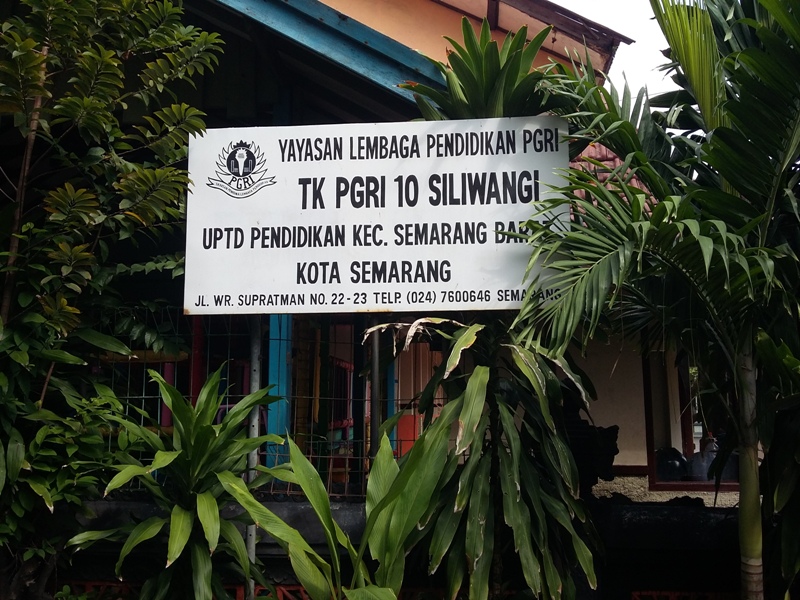 YAYASAN LEMBAGA PENDIDIKAN PGRI
TK PGRI 10 SILIWANGI
UPTD PENDIDIKAN KEC. SEMARANG
KOTA SEMARANG
JL. WR. SUPRATMAN NO. 22-23 TELP. (024) 7600646 SEMARANG
PGRI